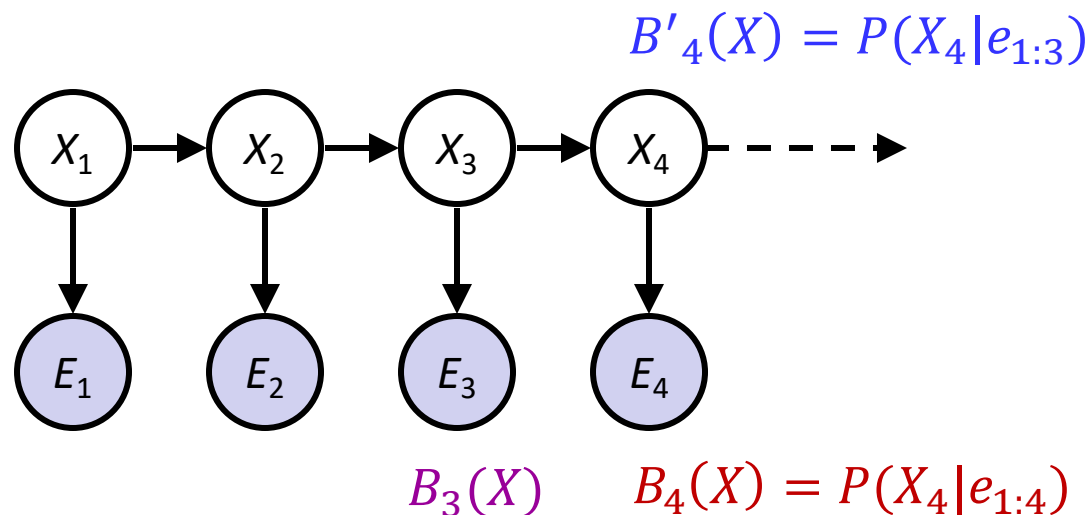 B′₄(X) = P(X₄|e₁:₃)
X₁ X₂ X₃ X₄
E₁ E₂ E₃ E₄
B₃(X) B₄(X) = P(X₄|e₁:₄)